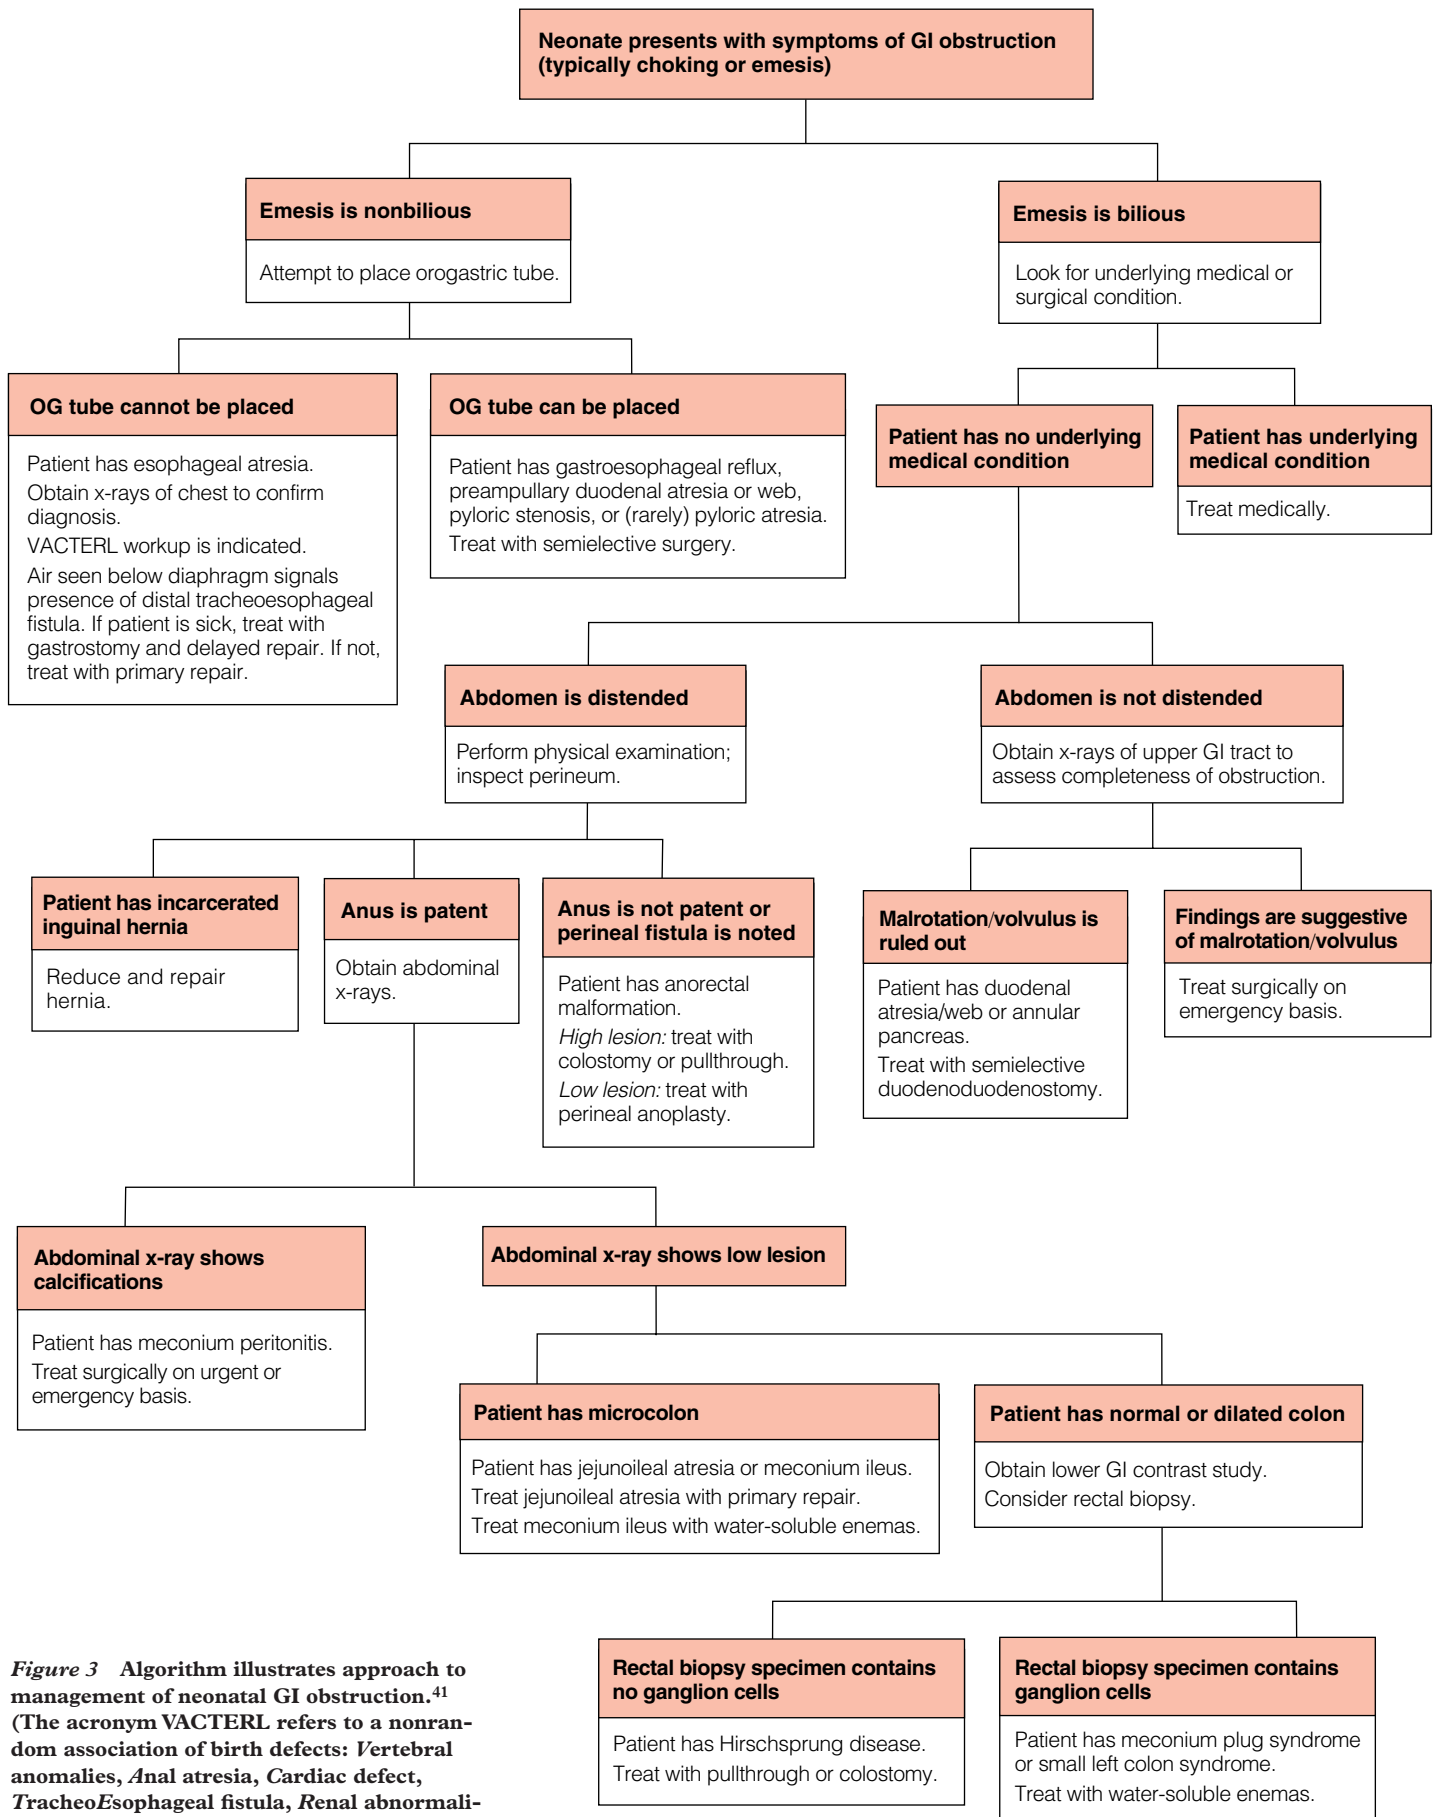 Neonate presents with symptoms of GI obstruction
(typically choking or emesis)
Emesis is nonbilious
Attempt to place orogastric tube.
Emesis is bilious
Look for underlying medical or
surgical condition.
OG tube cannot be placed
Patient has esophageal atresia.
Obtain x-rays of chest to confirm
diagnosis.
VACTERL workup is indicated.
Air seen below diaphragm signals
presence of distal tracheoesophageal
fistula. If patient is sick, treat with
gastrostomy and delayed repair. If not,
treat with primary repair.
OG tube can be placed
Patient has gastroesophageal reflux,
preampullary duodenal atresia or web,
pyloric stenosis, or (rarely) pyloric atresia.
Treat with semielective surgery.
Patient has no underlying
medical condition
Patient has underlying
medical condition
Treat medically.
Abdomen is distended
Perform physical examination;
inspect perineum.
Abdomen is not distended
Obtain x-rays of upper GI tract to
assess completeness of obstruction.
Patient has incarcerated
inguinal hernia
Reduce and repair
hernia.
Anus is patent
Obtain abdominal
x-rays.
Anus is not patent or
perineal fistula is noted
Patient has anorectal
malformation.
High lesion: treat with
colostomy or pullthrough.
Low lesion: treat with
perineal anoplasty.
Malrotation/volvulus is
ruled out
Patient has duodenal
atresia/web or annular
pancreas.
Treat with semielective
duodenoduodenostomy.
Findings are suggestive
of malrotation/volvulus
Treat surgically on
emergency basis.
Abdominal x-ray shows
calcifications
Patient has meconium peritonitis.
Treat surgically on urgent or
emergency basis.
Abdominal x-ray shows low lesion
Patient has microcolon
Patient has jejunoileal atresia or meconium ileus.
Treat jejunoileal atresia with primary repair.
Treat meconium ileus with water-soluble enemas.
Patient has normal or dilated colon
Obtain lower GI contrast study.
Consider rectal biopsy.
Rectal biopsy specimen contains
no ganglion cells
Patient has Hirschsprung disease.
Treat with pullthrough or colostomy.
Rectal biopsy specimen contains
ganglion cells
Patient has meconium plug syndrome
or small left colon syndrome.
Treat with water-soluble enemas.
Figure 3 Algorithm illustrates approach to
management of neonatal GI obstruction.41
(The acronym VACTERL refers to a nonran-
dom association of birth defects: Vertebral
anomalies, Anal atresia, Cardiac defect,
TracheoEsophageal fistula, Renal abnormali-